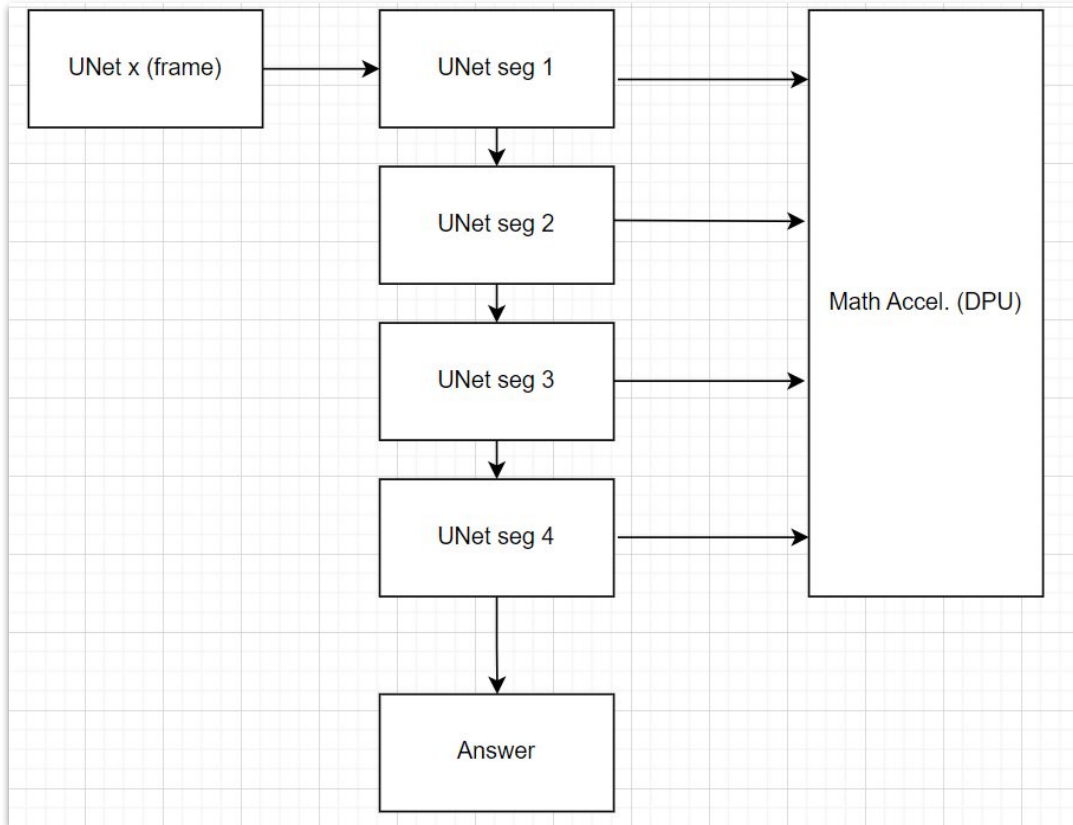 UNet x (frame)
UNet seg 1
UNet seg 2
Math Accel. (DPU)
UNet seg 3
UNet seg 4
Answer